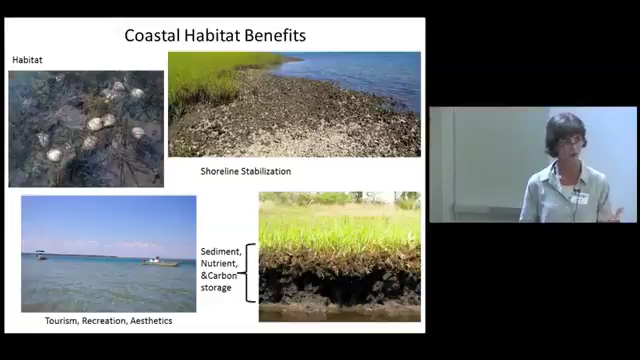 Coastal Habitat Benefits
Habitat
Shoreline Stabilization
Sediment,
Nutrient,
&Carbon
storage
Tourism, Recreation, Aesthetics